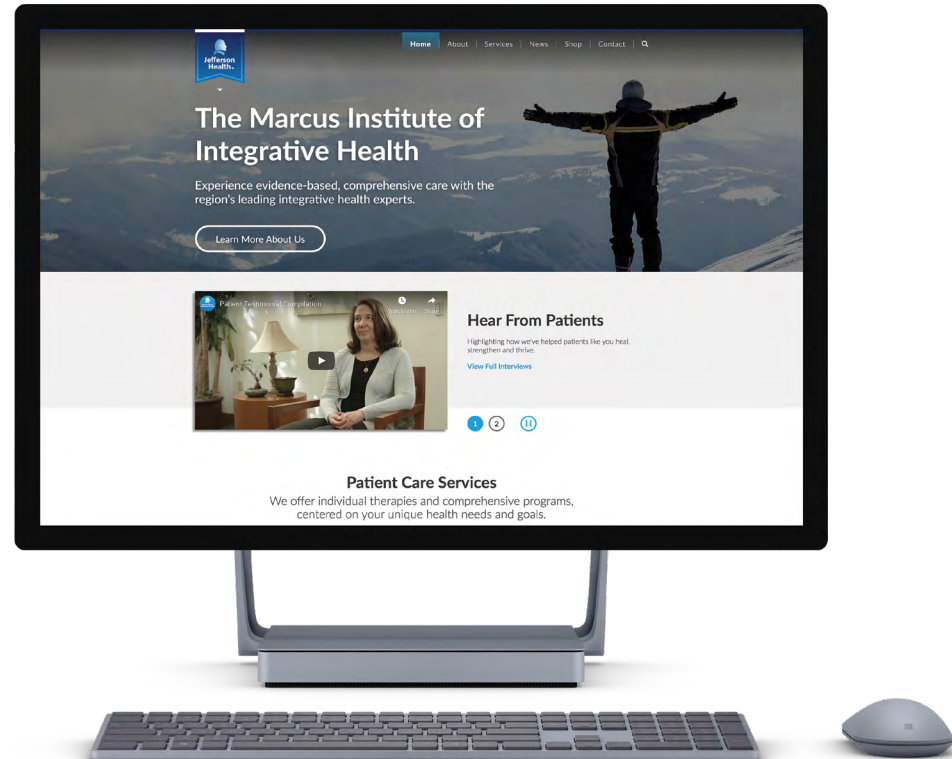 Jefferson
Health.
Home | About | Services | News | Shop | Contact |
The Marcus Institute of
Integrative Health
Experience evidence-based, comprehensive care with the
region's leading integrative health experts.
Learn More About Us
Patient Testimonial Compilation
Watch later Share
Hear From Patients
Highlighting how we've helped patients like you heal,
strengthen and thrive.
View Full Interviews
1 2
Patient Care Services
We offer individual therapies and comprehensive programs,
centered on your unique health needs and goals.